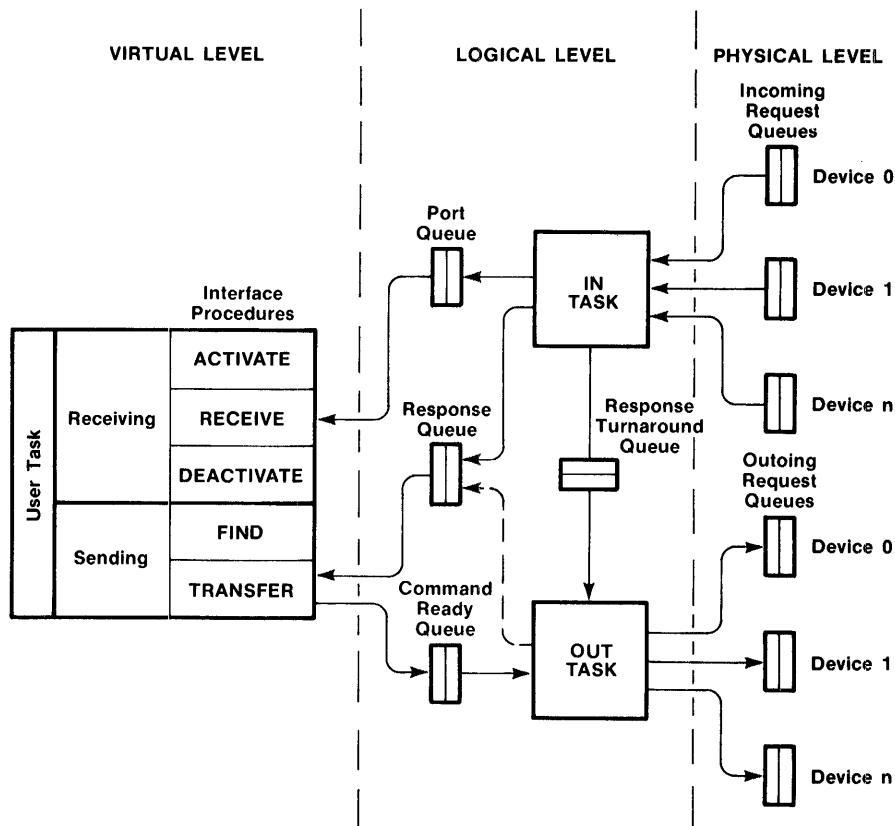 VIRTUAL LEVEL
LOGICAL LEVEL
PHYSICAL LEVEL
Incoming
Request
Queues
Device 0
Device 1
Device n
Port
Queue
IN
TASK
Interface
Procedures
User Task
Receiving
ACTIVATE
RECEIVE
DEACTIVATE
Sending
FIND
TRANSFER
Response
Queue
Response
Turnaround
Queue
Command
Ready
Queue
OUT
TASK
Outoing
Request
Queues
Device 0
Device 1
Device n